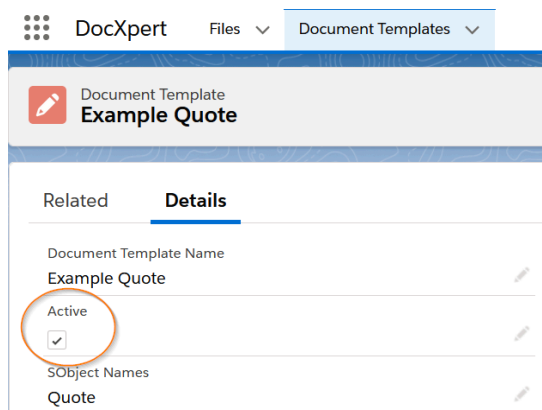 DocXpert Files Document Templates
Document Template
Example Quote
Related Details
Document Template Name
Example Quote
Active
SObject Names
Quote